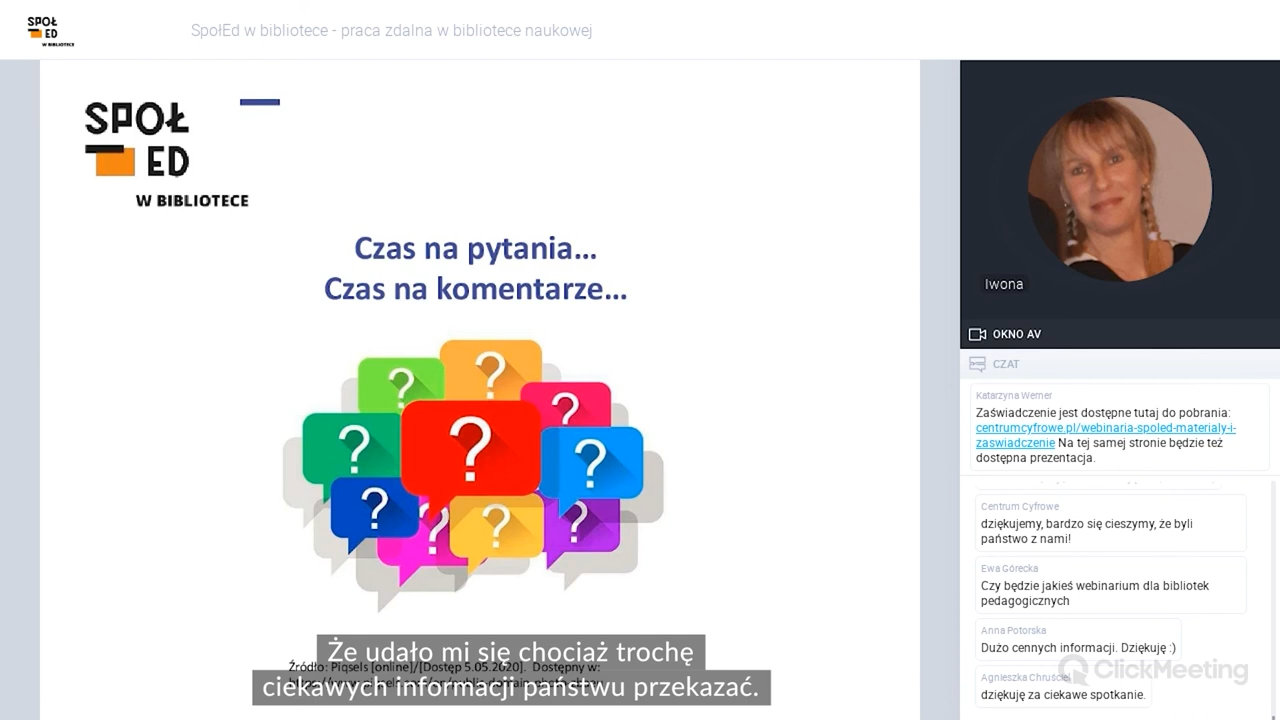 SPOŁ
ED
W BIBLIOTECE
SpołEd w bibliotece - praca zdalna w bibliotece naukowej
SPOŁ
ED
W BIBLIOTECE
Czas na pytania...
Czas na komentarze...
? ? ?
? ? ?
? ? ? ?
Źródło: Piqsels [online]/[Dostęp 5.05.2020]. Dostępny w:
Że udało mi się chociaż trochę
ciekawych informacji państwu przekazać.
Iwona
OKNO AV
CZAT
Katarzyna Werner
Zaświadczenie jest dostępne tutaj do pobrania:
centrumcyfrowe.pl/webinaria-spoled-materialy-i-
zaswiadczenie Na tej samej stronie będzie też
dostępna prezentacja.
Centrum Cyfrowe
dziękujemy, bardzo się cieszymy, że byli
państwo z nami!
Ewa Górecka
Czy będzie jakieś webinarium dla bibliotek
pedagogicznych
Anna Potorska
Dużo cennych informacji. Dziękuję :)
Agnieszka Chruściel
dziękuję za ciekawe spotkanie.
ClickMeeting